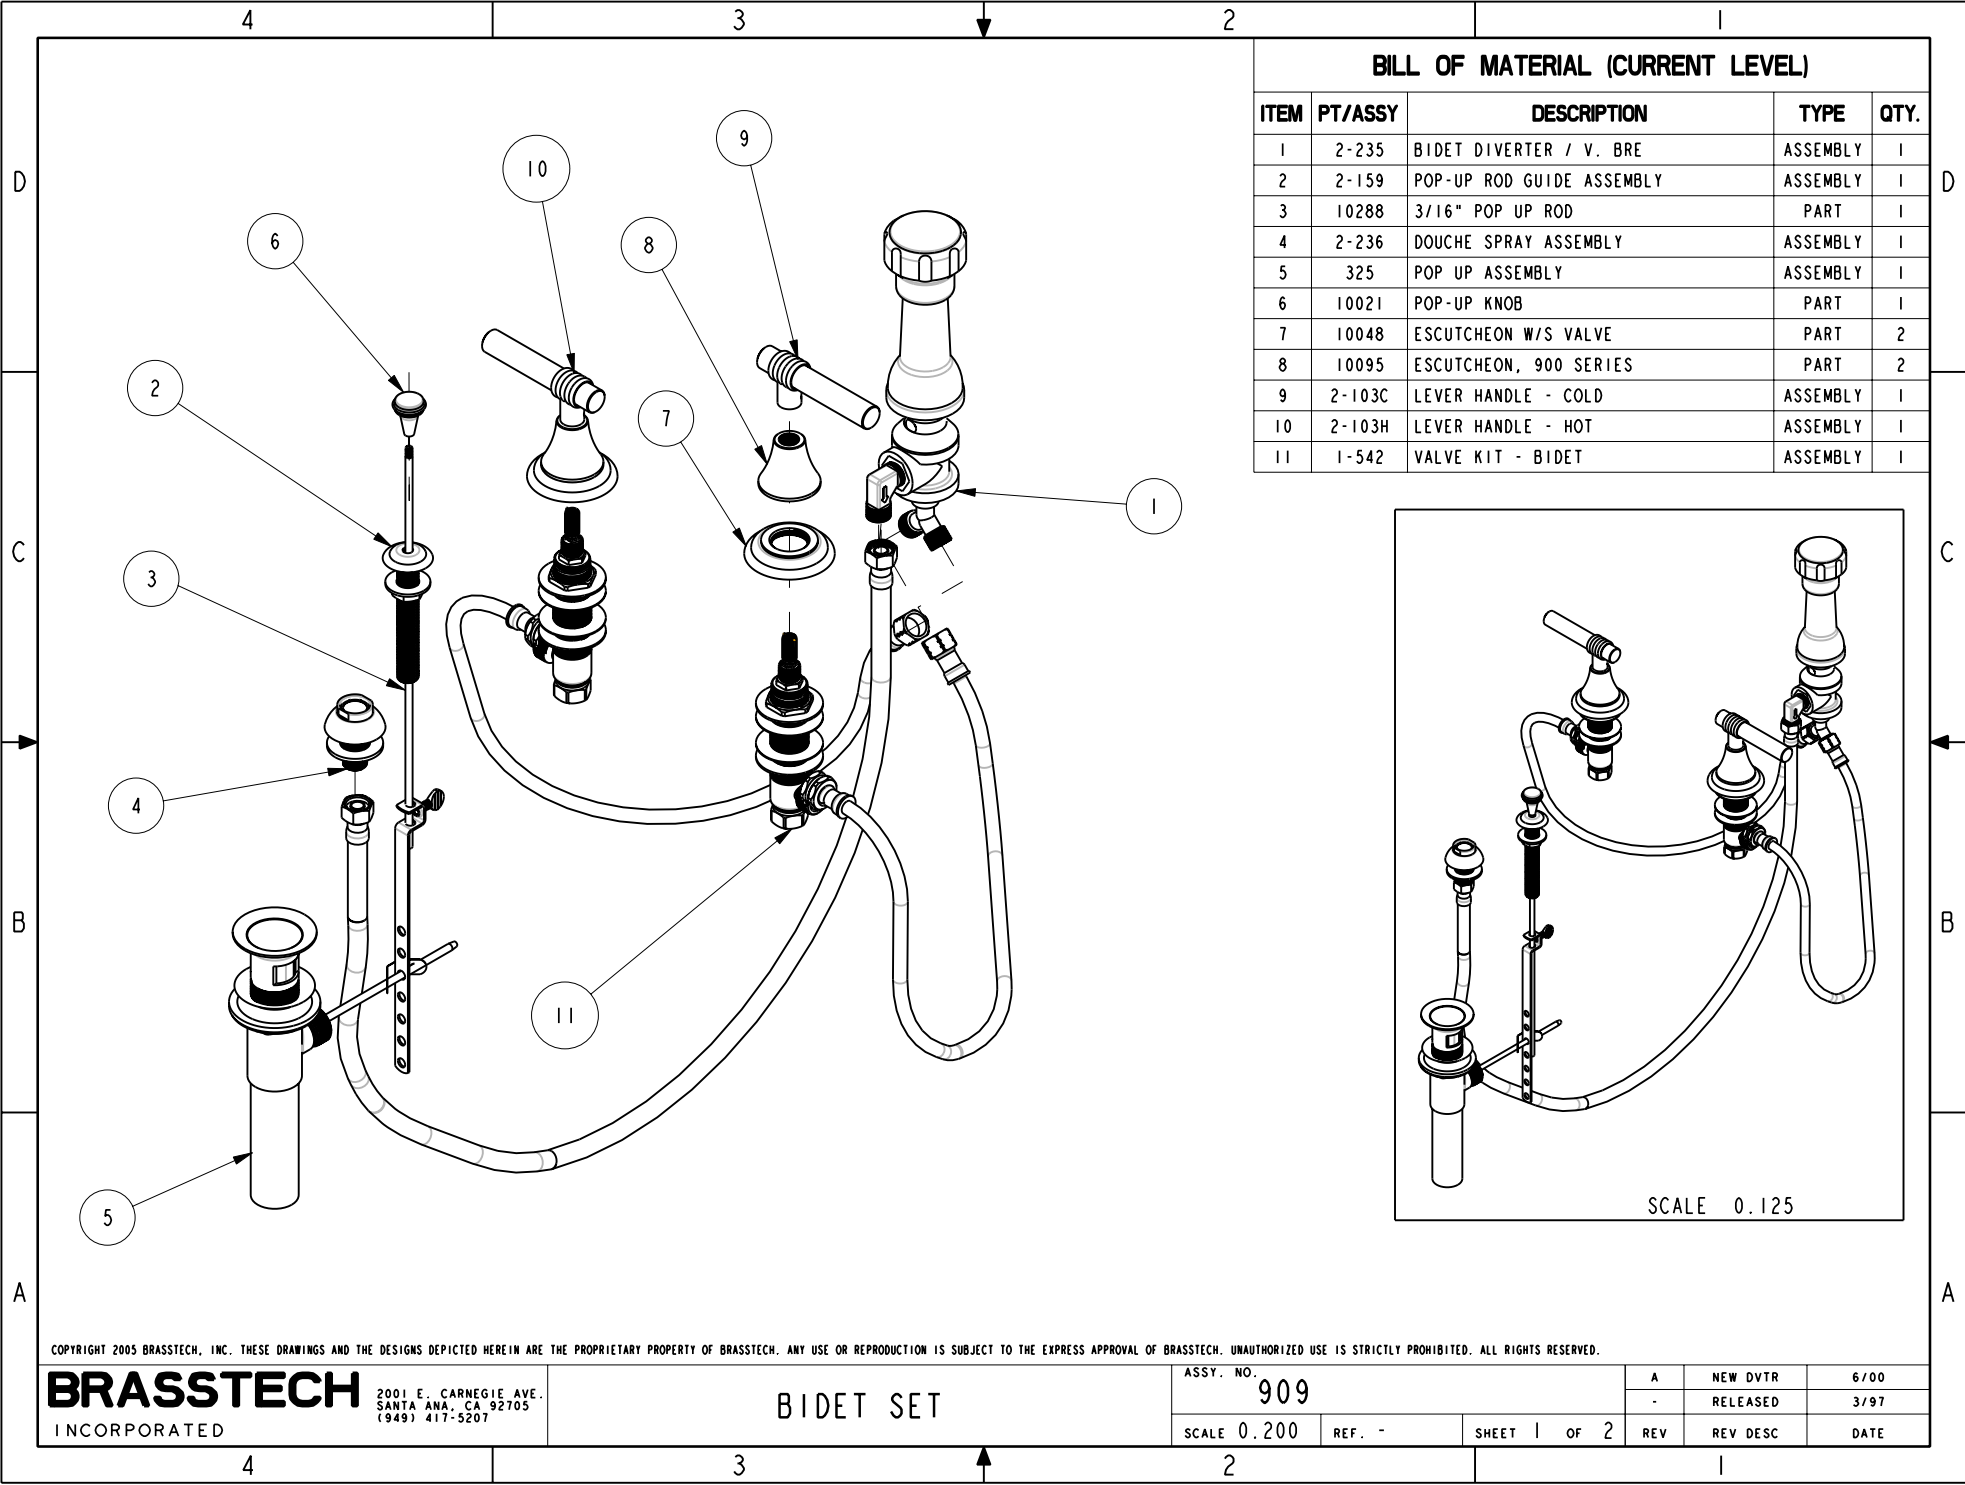 4 3 2 1
BILL OF MATERIAL (CURRENT LEVEL)
ITEM PT/ASSY DESCRIPTION TYPE QTY.
1 2-235 BIDET DIVERTER / V. BRE ASSEMBLY 1
2 2-159 POP-UP ROD GUIDE ASSEMBLY ASSEMBLY 1
3 10288 3/16" POP UP ROD PART 1
4 2-236 DOUCHE SPRAY ASSEMBLY ASSEMBLY 1
5 325 POP UP ASSEMBLY ASSEMBLY 1
6 10021 POP-UP KNOB PART 1
7 10048 ESCUTCHEON W/S VALVE PART 2
8 10095 ESCUTCHEON, 900 SERIES PART 2
9 2-103C LEVER HANDLE - COLD ASSEMBLY 1
10 2-103H LEVER HANDLE - HOT ASSEMBLY 1
11 1-542 VALVE KIT - BIDET ASSEMBLY 1
D D
9
10
6
8
2
7
1
C C
3
4
B B
11
5
SCALE 0.125
A A
COPYRIGHT 2005 BRASSTECH, INC. THESE DRAWINGS AND THE DESIGNS DEPICTED HEREIN ARE THE PROPRIETARY PROPERTY OF BRASSTECH. ANY USE OR REPRODUCTION IS SUBJECT TO THE EXPRESS APPROVAL OF BRASSTECH. UNAUTHORIZED USE IS STRICTLY PROHIBITED. ALL RIGHTS RESERVED.
BRASSTECH
INCORPORATED
2001 E. CARNEGIE AVE.
SANTA ANA, CA 92705
(949) 417-5207
BIDET SET
ASSY. NO.
909
SCALE 0.200 REF. - SHEET 1 OF 2
A NEW DVTR 6/00
- RELEASED 3/97
REV REV DESC DATE
4 3 2 1